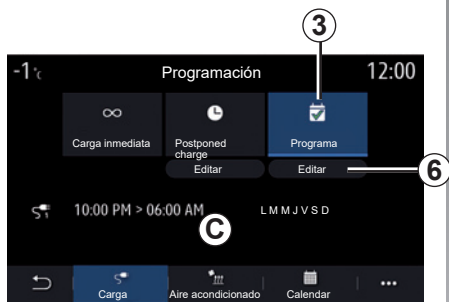 3
-1°c Programación 12:00
∞
Carga inmediata Postponed charge Programa
Editar Editar 6
10:00 PM > 06:00 AM L M M J V S D
C
Carga Aire acondicionado Calendar ...